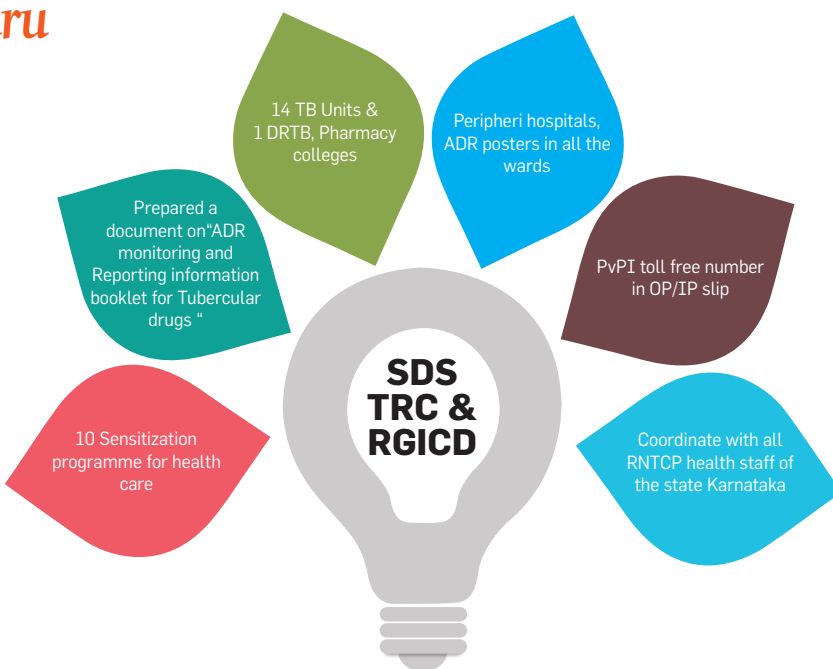 ru
14 TB Units &
1 DRTB, Pharmacy
colleges
Peripheri hospitals,
ADR posters in all the
wards
Prepared a
document on“ADR
monitoring and
Reporting information
booklet for Tubercular
drugs “
PvPI toll free number
in OP/IP slip
SDS
TRC &
RGICD
10 Sensitization
programme for health
care
Coordinate with all
RNTCP health staff of
the state Karnataka